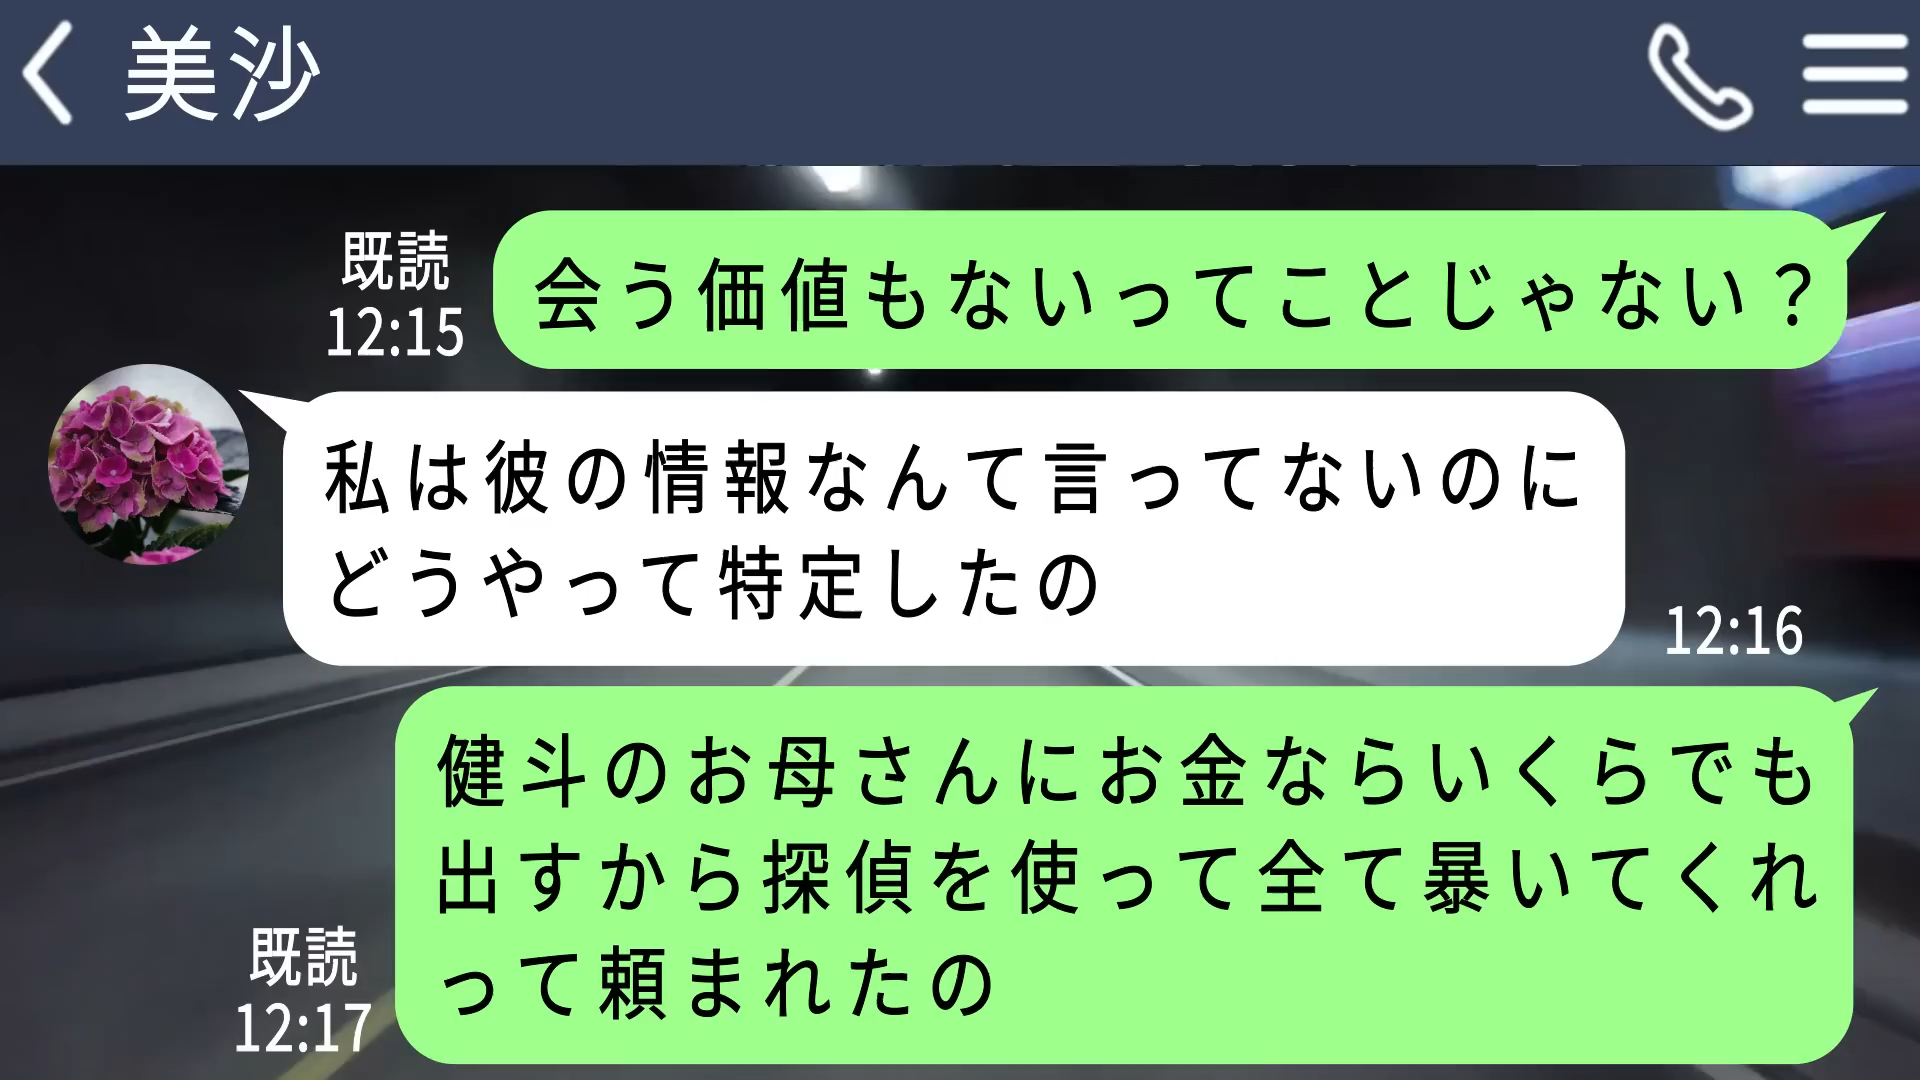 美沙
会う価値もないってことじゃない？
既読
12:15
私は彼の情報なんて言ってないのに
どうやって特定したの
12:16
健斗のお母さんにお金ならいくらでも
出すから探偵を使って全て暴いてくれ
って頼まれたの
既読
12:17